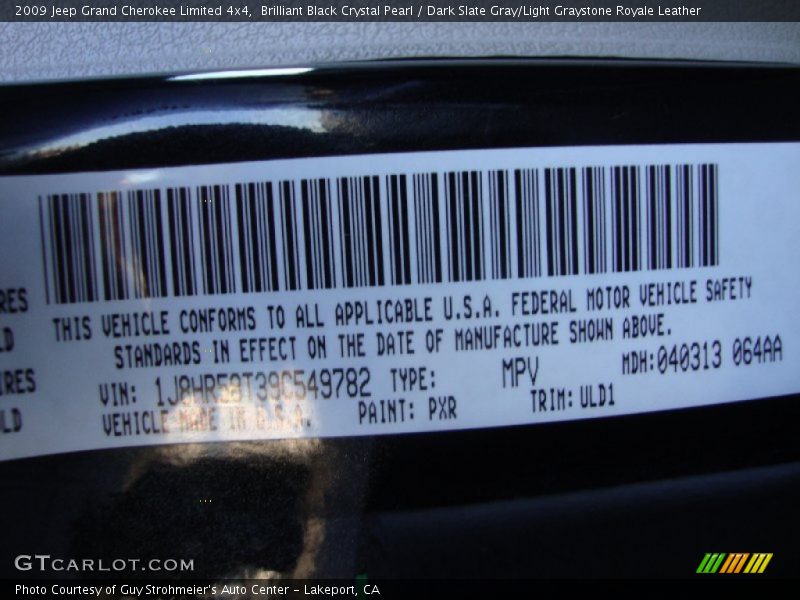 2009 Jeep Grand Cherokee Limited 4x4,  Brilliant Black Crystal Pearl / Dark Slate Gray/Light Graystone Royale Leather
THIS VEHICLE CONFORMS TO ALL APPLICABLE U.S.A. FEDERAL MOTOR VEHICLE SAFETY
STANDARDS IN EFFECT ON THE DATE OF MANUFACTURE SHOWN ABOVE.
VIN: 1J8HR58T39C549782 TYPE: MPV MDH:040313 064AA
VEHICLE MADE IN U.S.A. PAINT: PXR TRIM: ULD1
RES
LD
IRES
LD
GTCARLOT.COM
Photo Courtesy of Guy Strohmeier's Auto Center - Lakeport, CA